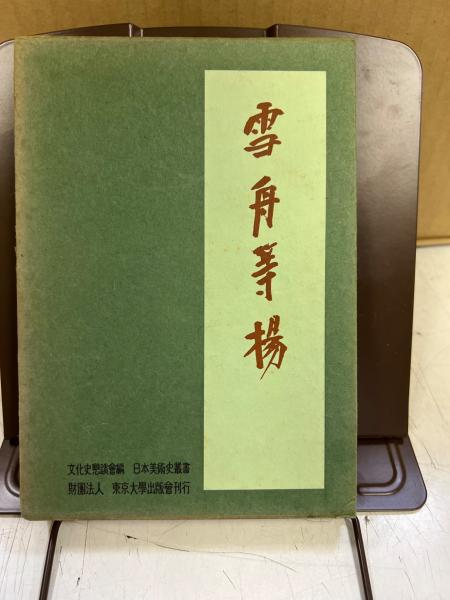 雪舟等楊
文化史懇談會編 日本美術史叢書
財團法人 東京大學出版會刊行